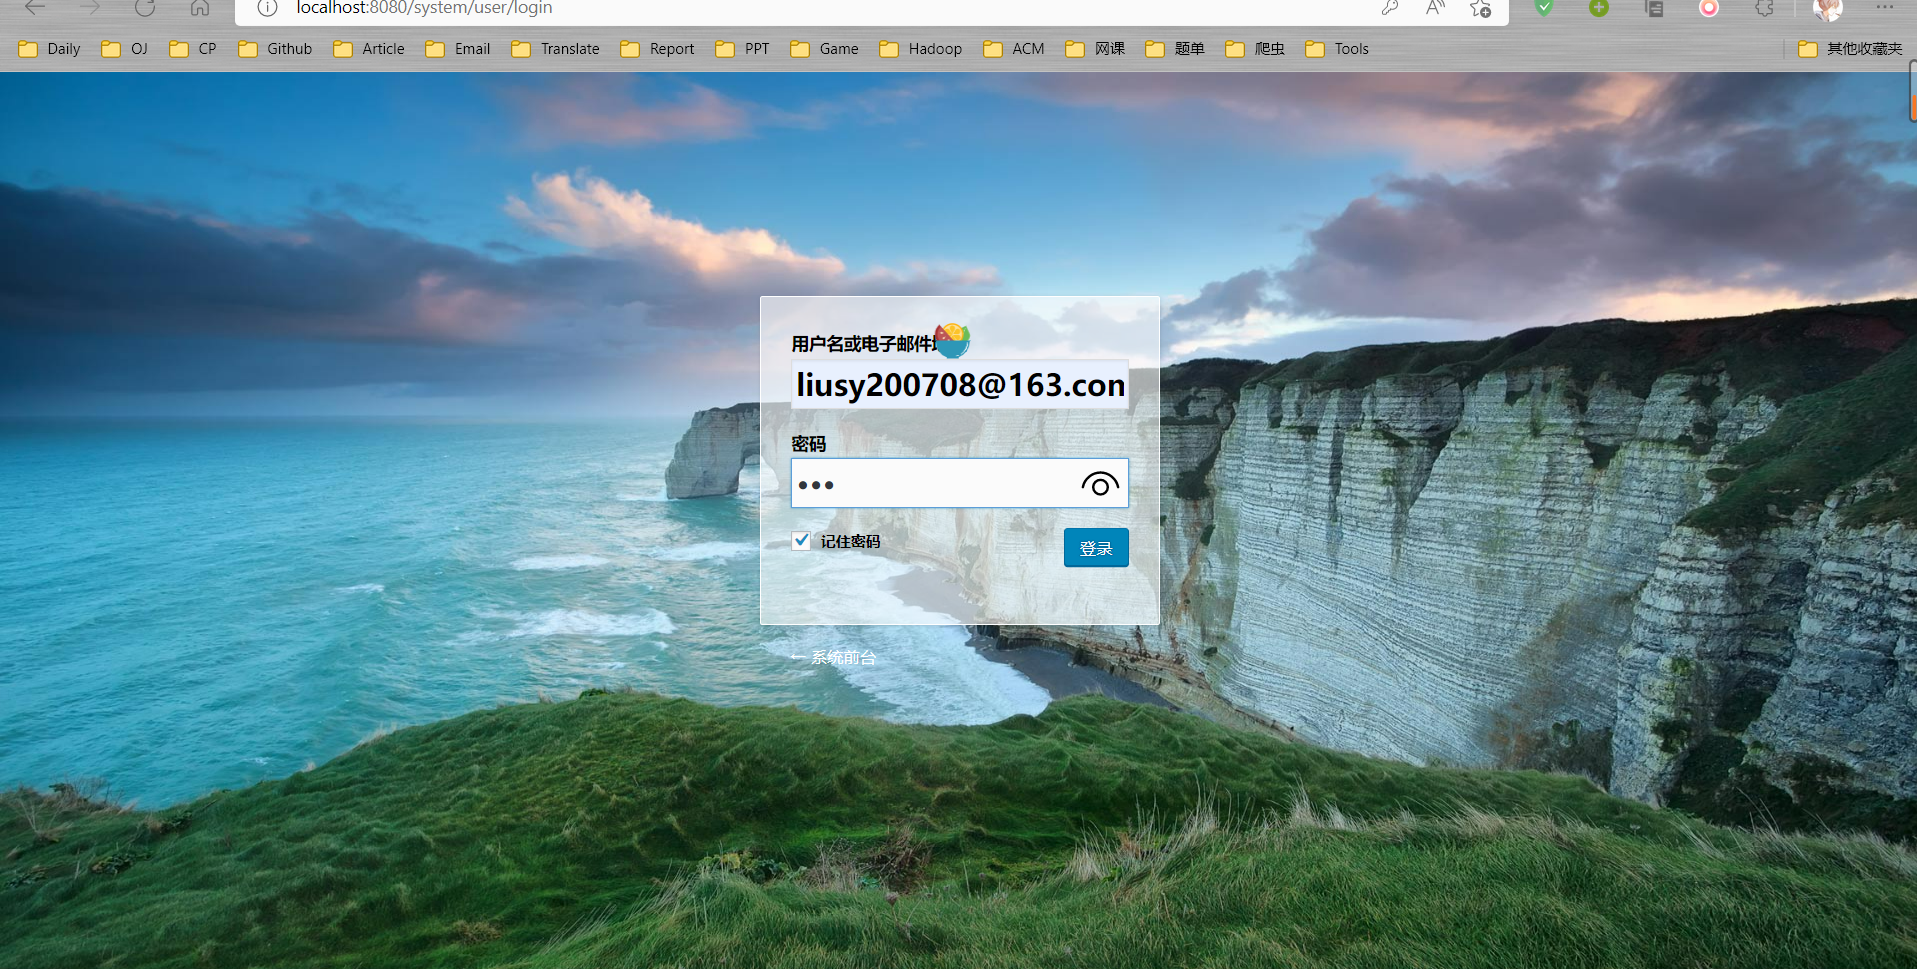 localhost:8080/system/user/login
Daily OJ CP Github Article Email Translate Report PPT Game Hadoop ACM 网课 题单 爬虫 Tools 其他收藏夹
用户名或电子邮件
liusy200708@163.con
密码
记住密码 登录
← 系统前台